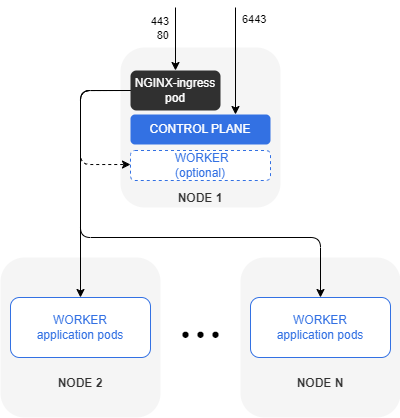 443
80
6443
NGINX-ingress
pod
CONTROL PLANE
WORKER
(optional)
NODE 1
WORKER
application pods
NODE 2
WORKER
application pods
NODE N